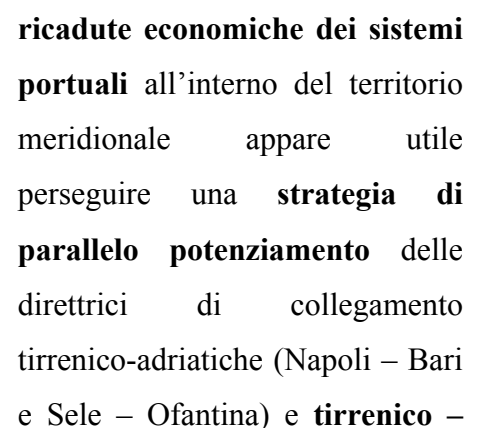 ricadute economiche dei sistemi
portuali all’interno del territorio
meridionale appare utile
perseguire una strategia di
parallelo potenziamento delle
direttrici di collegamento
tirrenico-adriatiche (Napoli – Bari
e Sele – Ofantina) e tirrenico –